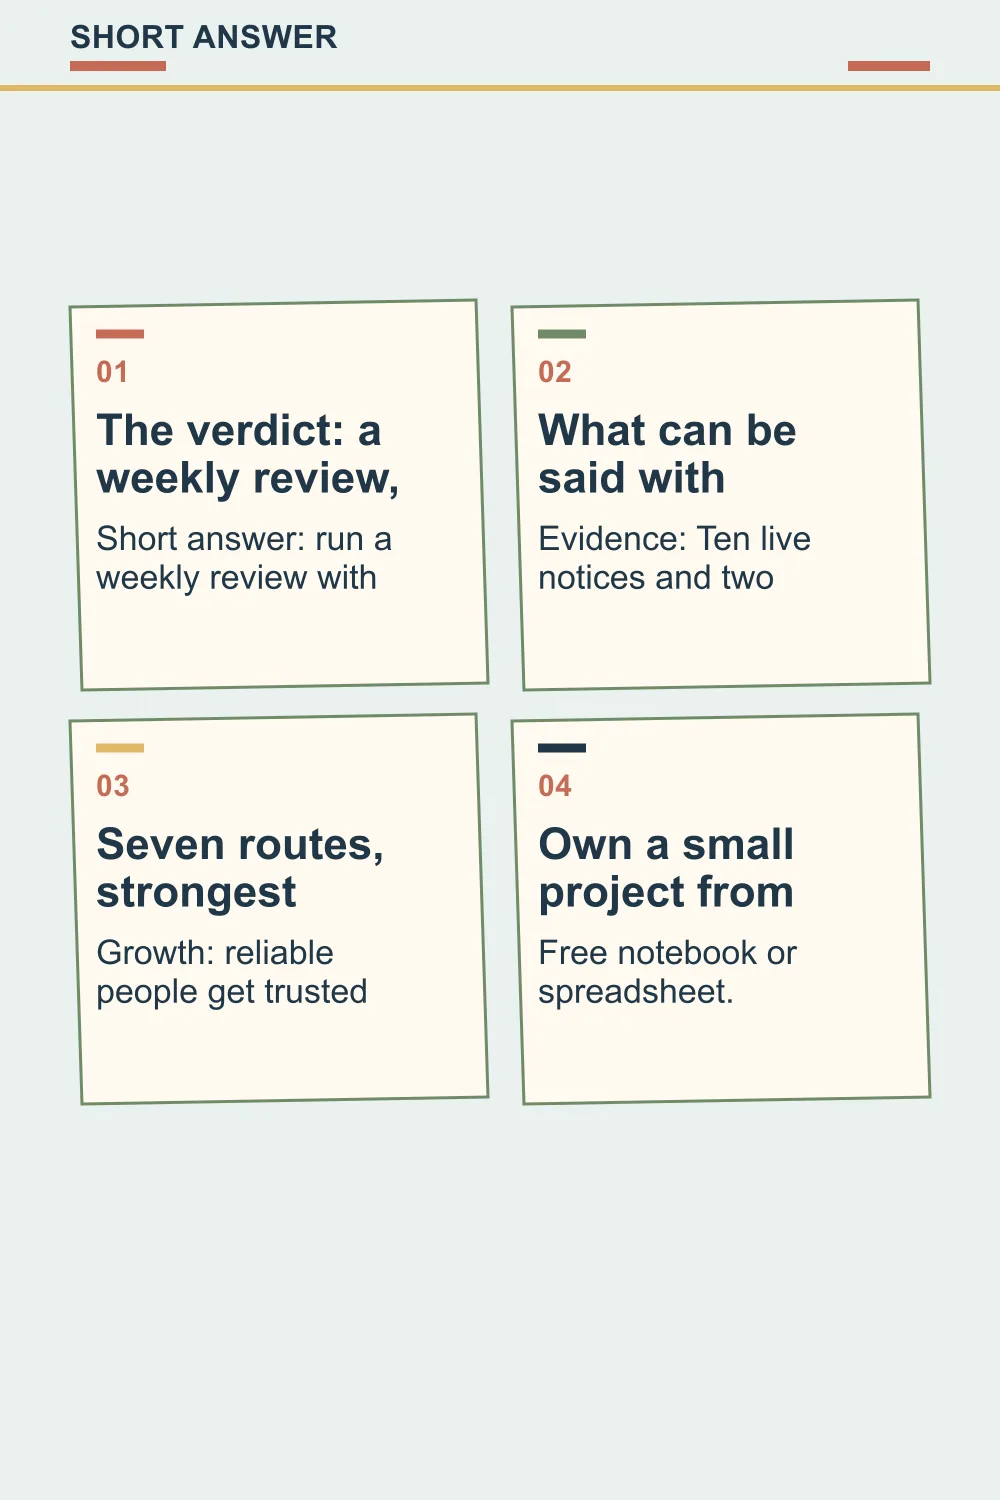 SHORT ANSWER
01
The verdict: a
weekly review,
Short answer: run a
weekly review with
02
What can be
said with
Evidence: Ten live
notices and two
03
Seven routes,
strongest
Growth: reliable
people get trusted
04
Own a small
project from
Free notebook or
spreadsheet.